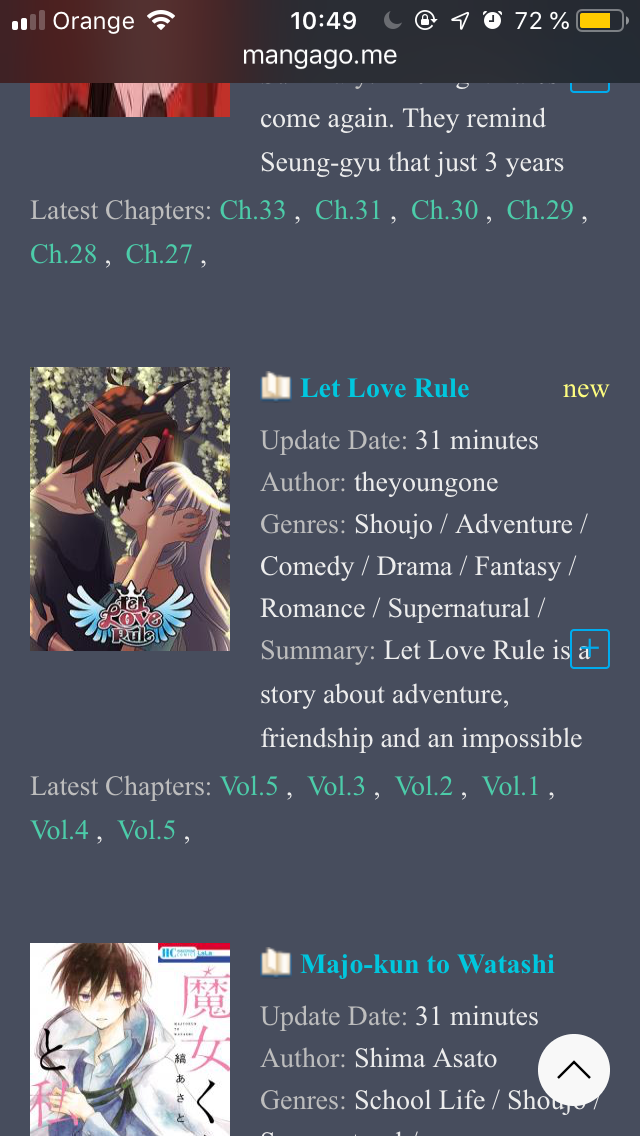 Orange 10:49 72 %
mangago.me
come again. They remind
Seung-gyu that just 3 years
Latest Chapters: Ch.33 , Ch.31 , Ch.30 , Ch.29 ,
Ch.28 , Ch.27 ,
Let Love Rule new
Update Date: 31 minutes
Author: theyoungone
Genres: Shoujo / Adventure /
Comedy / Drama / Fantasy /
Romance / Supernatural /
Summary: Let Love Rule is a
story about adventure,
friendship and an impossible
Let
Love
Rule
Latest Chapters: Vol.5 , Vol.3 , Vol.2 , Vol.1 ,
Vol.4 , Vol.5 ,
Majo-kun to Watashi
Update Date: 31 minutes
Author: Shima Asato
Genres: School Life / Shoujo /
魔女く
と私
縞あさと